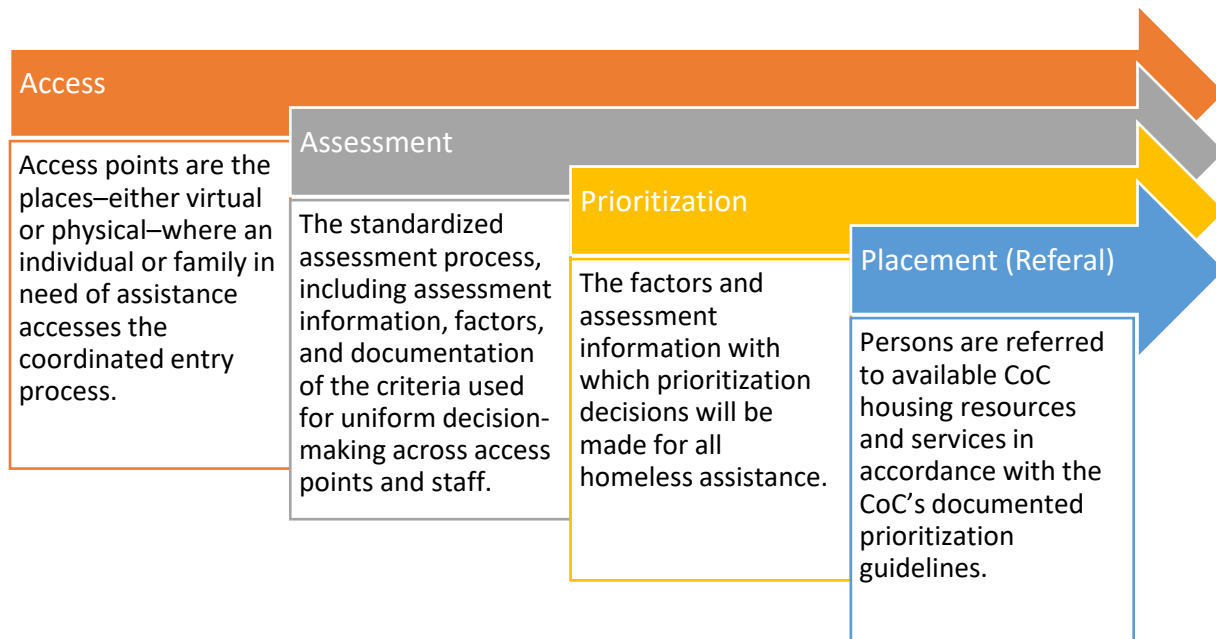 Access
Access points are the
places–either virtual
or physical–where an
individual or family in
need of assistance
accesses the
coordinated entry
process.
Assessment
The standardized
assessment process,
including assessment
information, factors,
and documentation
of the criteria used
for uniform decision-
making across access
points and staff.
Prioritization
The factors and
assessment
information with
which prioritization
decisions will be
made for all
homeless assistance.
Placement (Referal)
Persons are referred
to available CoC
housing resources
and services in
accordance with the
CoC’s documented
prioritization
guidelines.